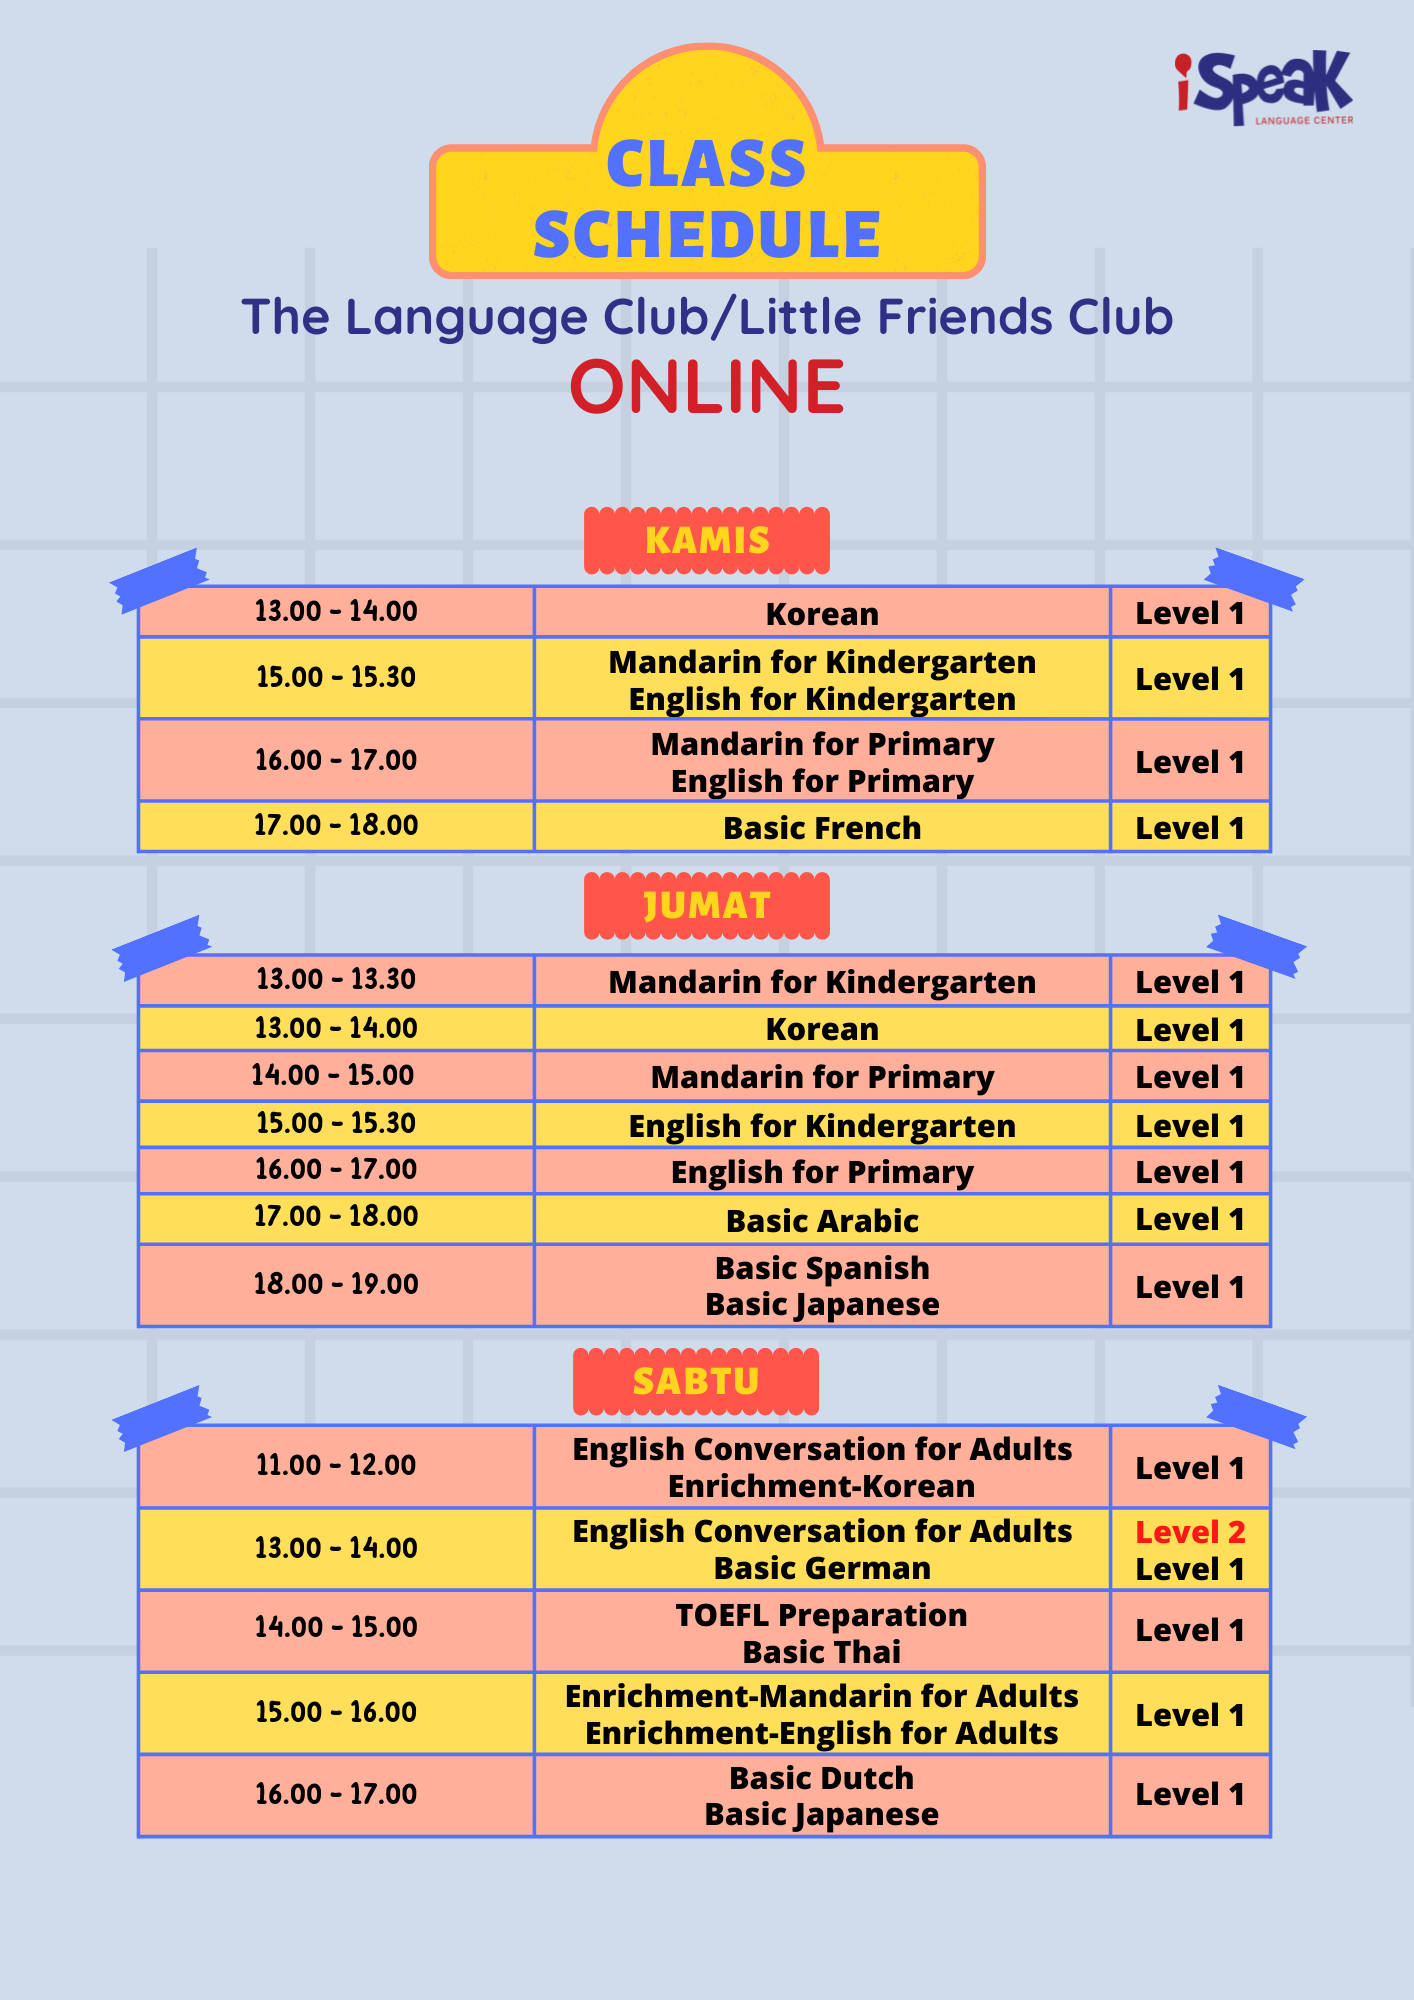 iSpeak
LANGUAGE CENTER
CLASS
SCHEDULE
The Language Club/Little Friends Club
ONLINE
KAMIS
13.00 - 14.00 Korean Level 1
15.00 - 15.30 Mandarin for Kindergarten Level 1
English for Kindergarten
16.00 - 17.00 Mandarin for Primary Level 1
English for Primary
17.00 - 18.00 Basic French Level 1
JUMAT
13.00 - 13.30 Mandarin for Kindergarten Level 1
13.00 - 14.00 Korean Level 1
14.00 - 15.00 Mandarin for Primary Level 1
15.00 - 15.30 English for Kindergarten Level 1
16.00 - 17.00 English for Primary Level 1
17.00 - 18.00 Basic Arabic Level 1
18.00 - 19.00 Basic Spanish Level 1
Basic Japanese
SABTU
11.00 - 12.00 English Conversation for Adults Level 1
Enrichment-Korean
13.00 - 14.00 English Conversation for Adults Level 2
Basic German Level 1
14.00 - 15.00 TOEFL Preparation Level 1
Basic Thai
15.00 - 16.00 Enrichment-Mandarin for Adults Level 1
Enrichment-English for Adults
16.00 - 17.00 Basic Dutch Level 1
Basic Japanese